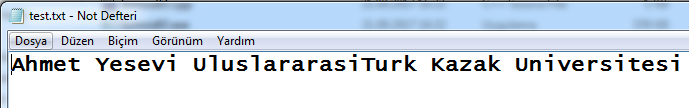 test.txt - Not Defteri
Dosya Düzen Biçim Görünüm Yardım
Ahmet Yesevi UluslararasiTurk Kazak Universitesi